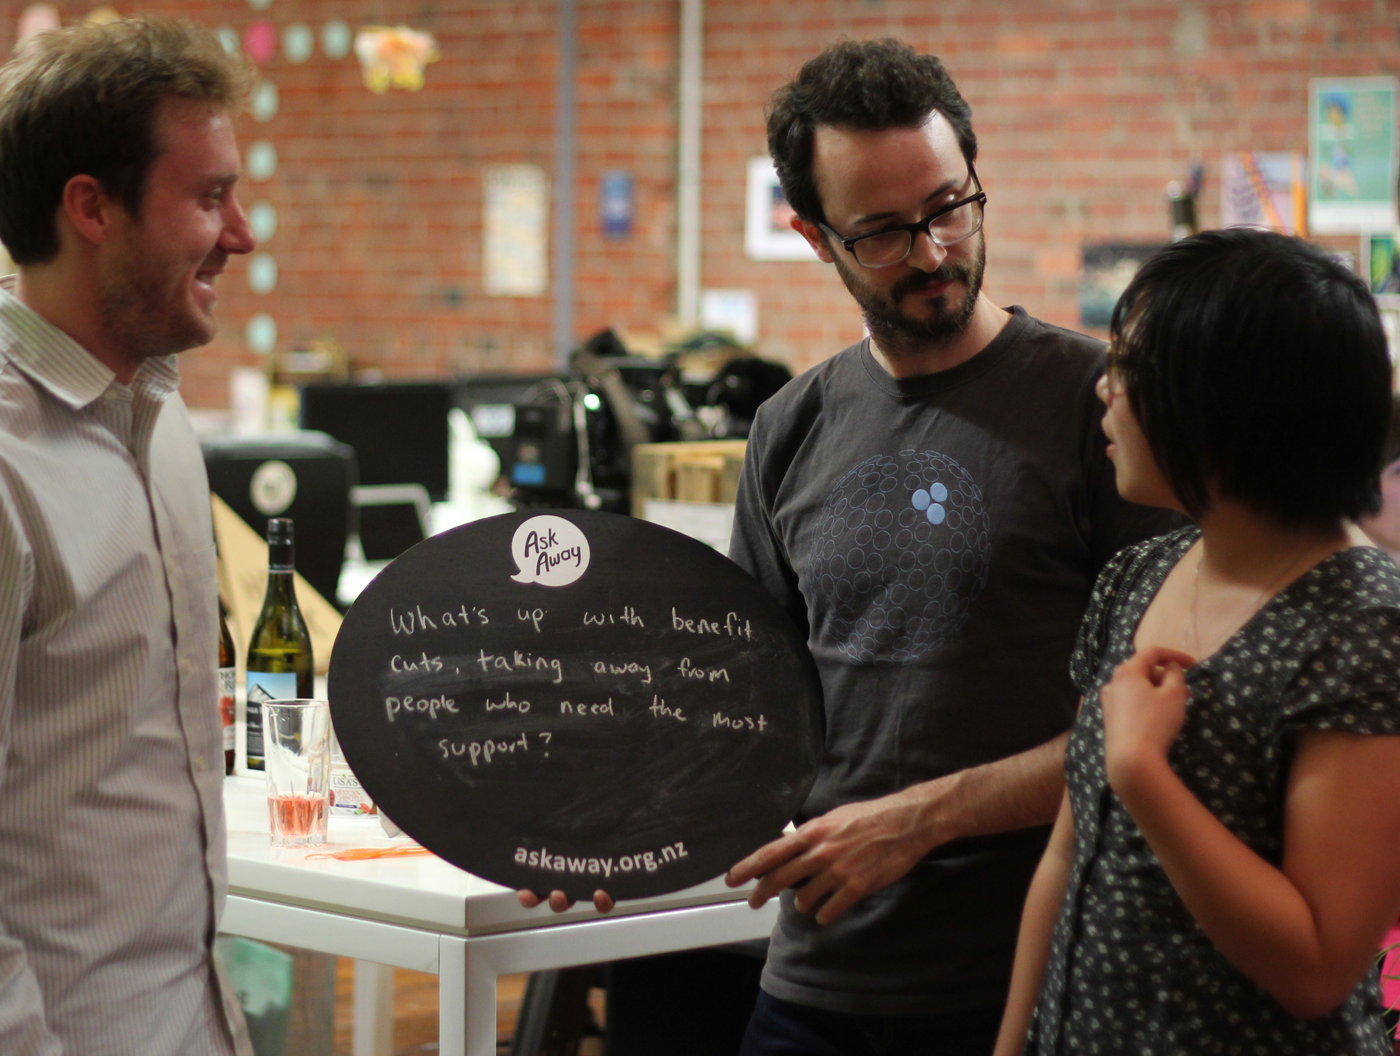 Ask
Away
What's up with benefit
cuts, taking away from
people who need the most
support?
askaway.org.nz